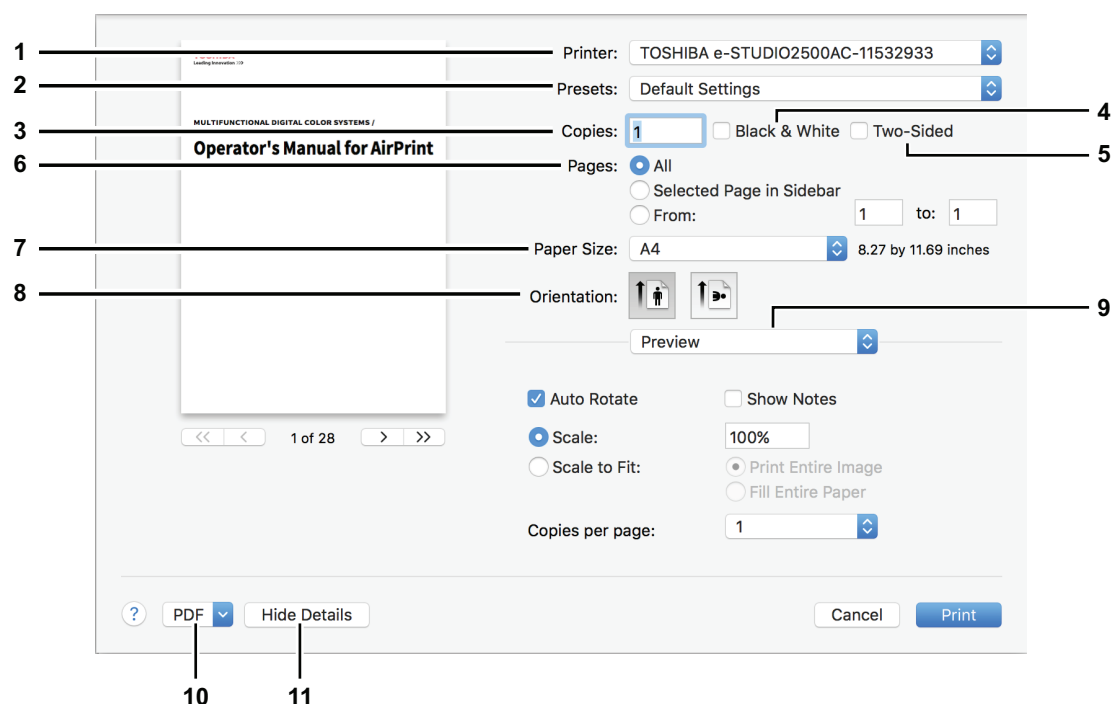 1
Printer: TOSHIBA e-STUDIO2500AC-11532933
Leading Innovation
2
Presets: Default Settings
4
3
MULTIFUNCTIONAL DIGITAL COLOR SYSTEMS /
Copies: 1 Black & White Two-Sided
Operator's Manual for AirPrint
5
6
Pages: All
Selected Page in Sidebar
From: 1 to: 1
7
Paper Size: A4 8.27 by 11.69 inches
8
Orientation:
9
Preview
Auto Rotate Show Notes
1 of 28
Scale: 100%
Scale to Fit: Print Entire Image
Fill Entire Paper
Copies per page: 1
? PDF Hide Details Cancel Print
10 11